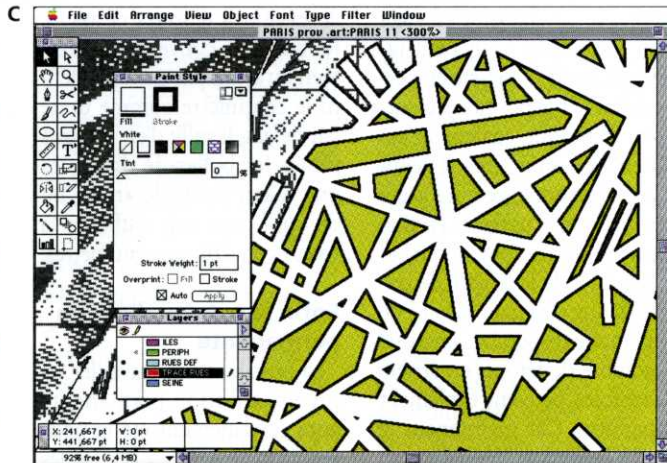 C
File Edit Arrange View Object Font Type Filter Window
PARIS prov .art:PARIS 11 <300%>
Paint Style
Fill Stroke
White
Tint
0 %
Stroke Weight: 1 pt
Overprint: Fill Stroke
Auto Apply
Layers
ILES
PERIPH
RUES DEF
TRACE RUES
SEINE
X: 241,667 pt W: 0 pt
Y: 441,667 pt H: 0 pt
92% free (6,4 MB)